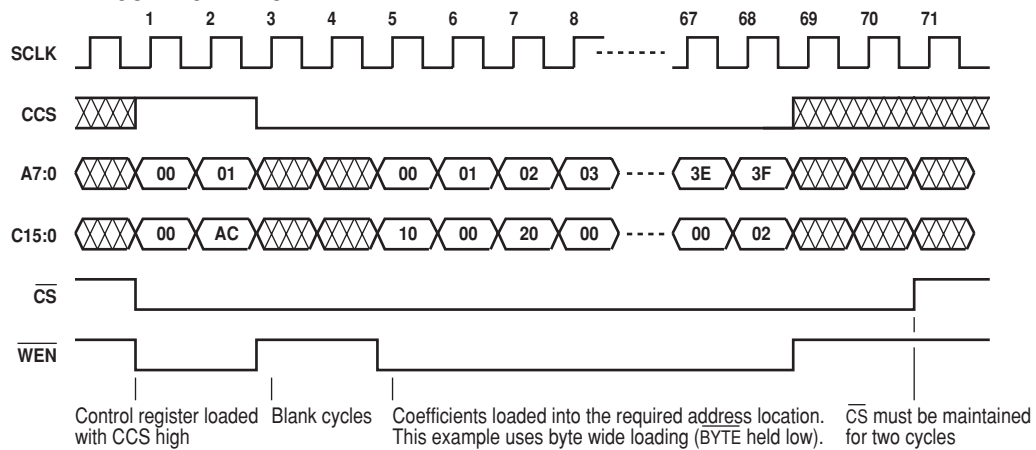 1 2 3 4 5 6 7 8 67 68 69 70 71
SCLK
CCS
A7:0 00 01 00 01 02 03 3E 3F
C15:0 00 AC 10 00 20 00 00 02
CS
WEN
Control register loaded
with CCS high
Blank cycles
Coefficients loaded into the required address location.
This example uses byte wide loading (BYTE held low).
CS must be maintained
for two cycles